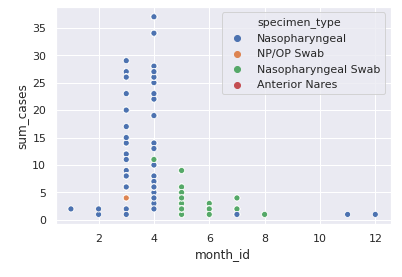 specimen_type
Nasopharyngeal
NP/OP Swab
Nasopharyngeal Swab
Anterior Nares
35
30
25
20
15
10
5
0
sum_cases
2 4 6 8 10 12
month_id